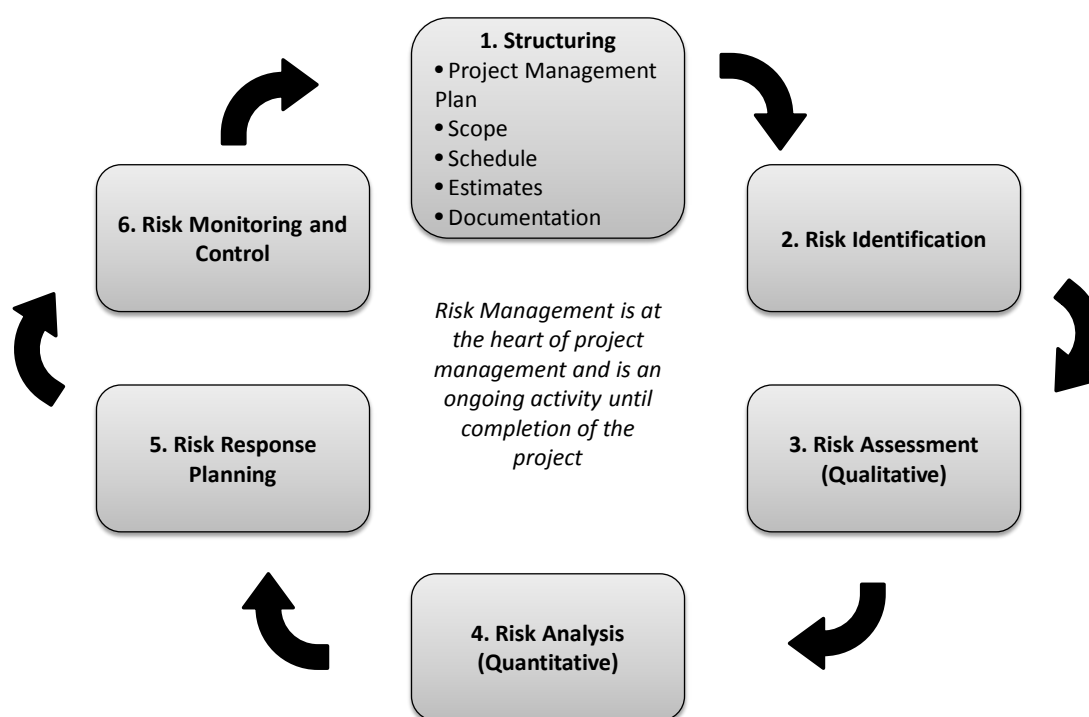 1. Structuring
• Project Management
Plan
• Scope
• Schedule
• Estimates
• Documentation
2. Risk Identification
3. Risk Assessment
(Qualitative)
4. Risk Analysis
(Quantitative)
5. Risk Response
Planning
6. Risk Monitoring and
Control
Risk Management is at
the heart of project
management and is an
ongoing activity until
completion of the
project